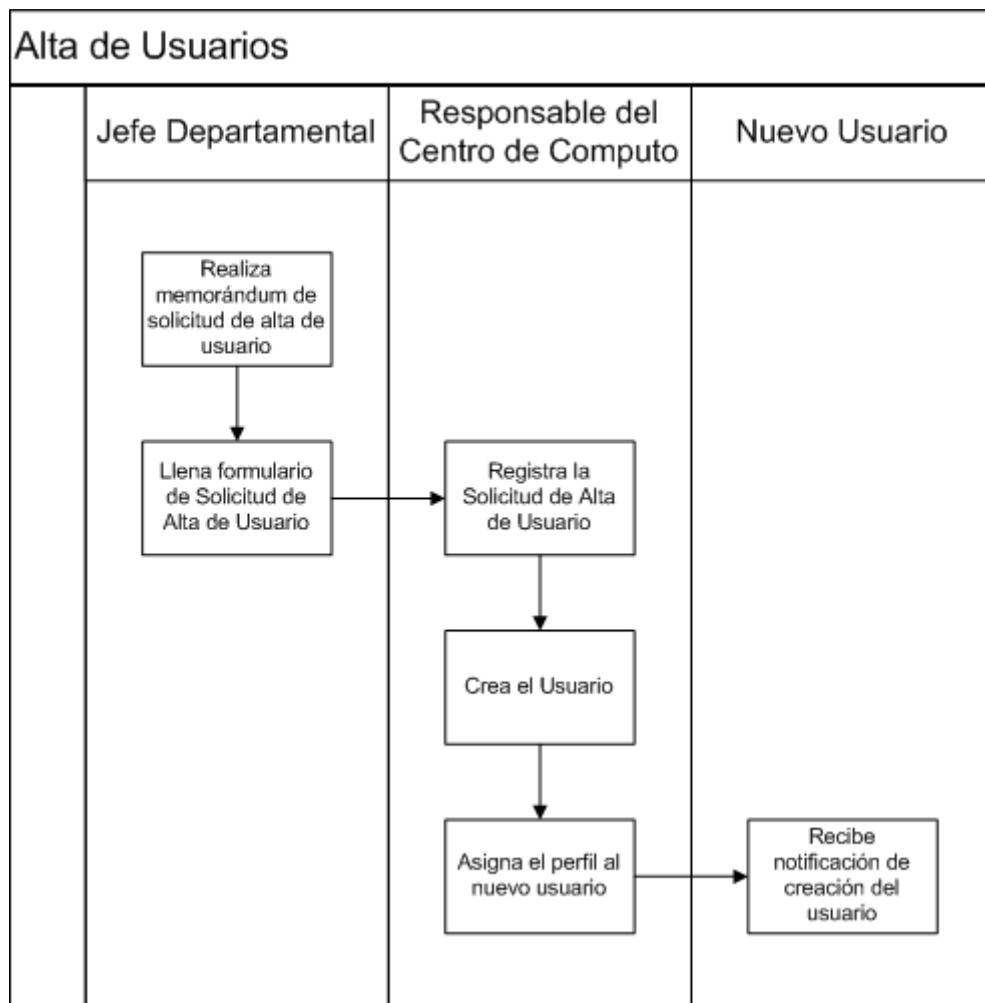 Alta de Usuarios
Jefe Departamental
Responsable del
Centro de Computo
Nuevo Usuario
Realiza
memorándum de
solicitud de alta de
usuario
Llena formulario
de Solicitud de
Alta de Usuario
Registra la
Solicitud de Alta
de Usuario
Crea el Usuario
Asigna el perfil al
nuevo usuario
Recibe
notificación de
creación del
usuario